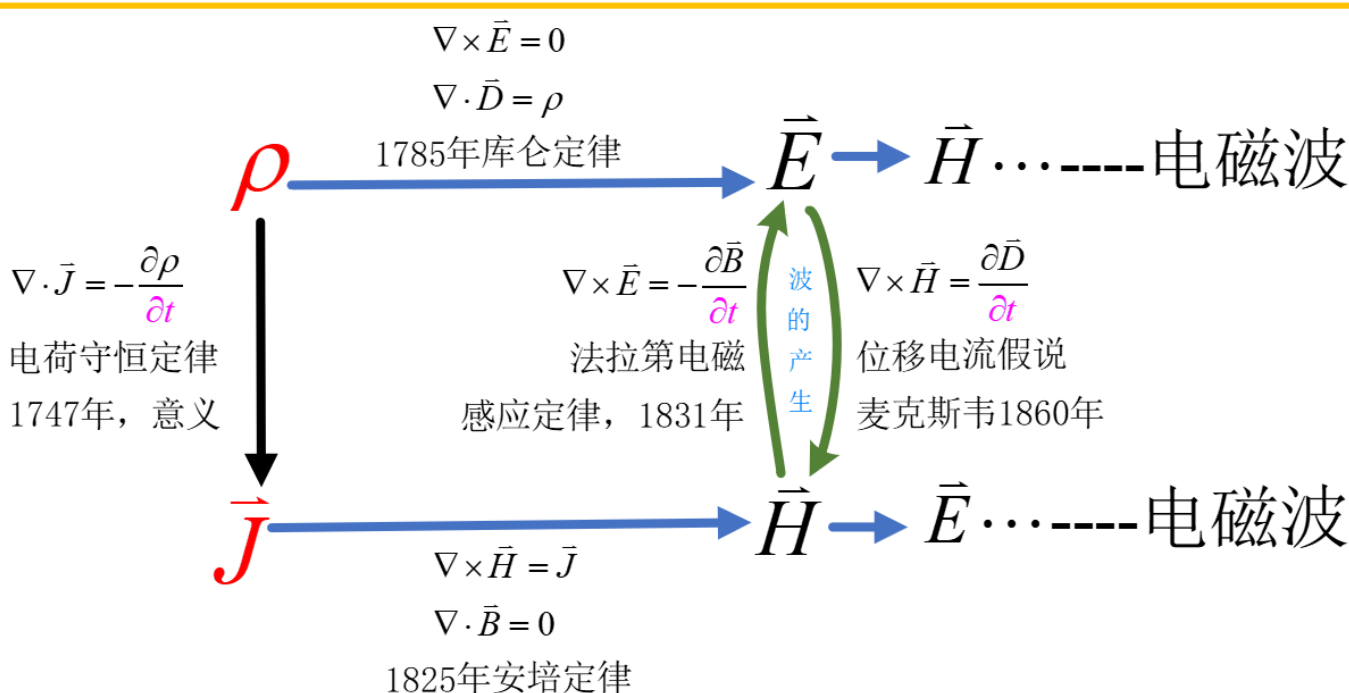 ∇×E⃗=0
∇·D⃗=ρ
1785年库仑定律
ρ
E⃗
H⃗···----电磁波
∇·J⃗=-∂ρ/∂t
电荷守恒定律
1747年，意义
∇×E⃗=-∂B⃗/∂t
法拉第电磁
感应定律，1831年
波的产生
∇×H⃗=∂D⃗/∂t
位移电流假说
麦克斯韦1860年
J⃗
H⃗
E⃗···----电磁波
∇×H⃗=J⃗
∇·B⃗=0
1825年安培定律